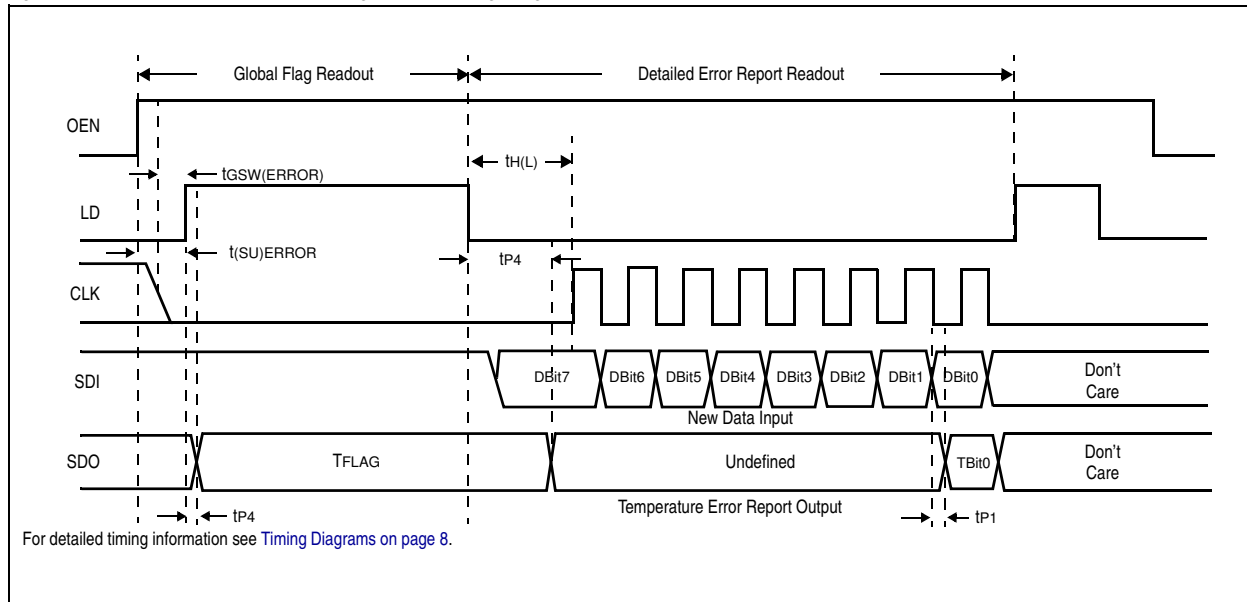 Global Flag Readout
Detailed Error Report Readout
OEN
tH(L)
tGSW(ERROR)
LD
t(SU)ERROR
tP4
CLK
SDI
DBit7
DBit6
DBit5
DBit4
DBit3
DBit2
DBit1
DBit0
Don't
Care
New Data Input
SDO
TFLAG
Undefined
TBit0
Don't
Care
Temperature Error Report Output
tP4
tP1
For detailed timing information see Timing Diagrams on page 8.